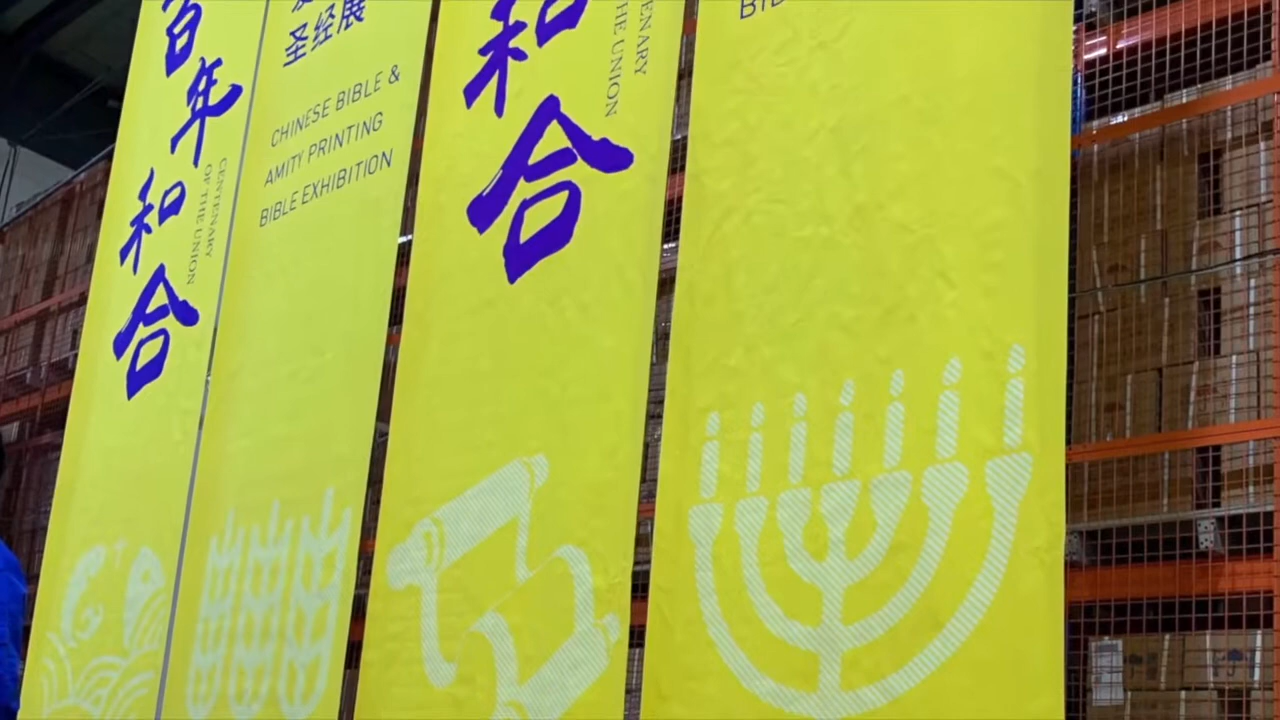 百年和合
CENTENARY
OF THE UNION
圣经展
CHINESE BIBLE &
AMITY PRINTING
BIBLE EXHIBITION
和合
THE UNION